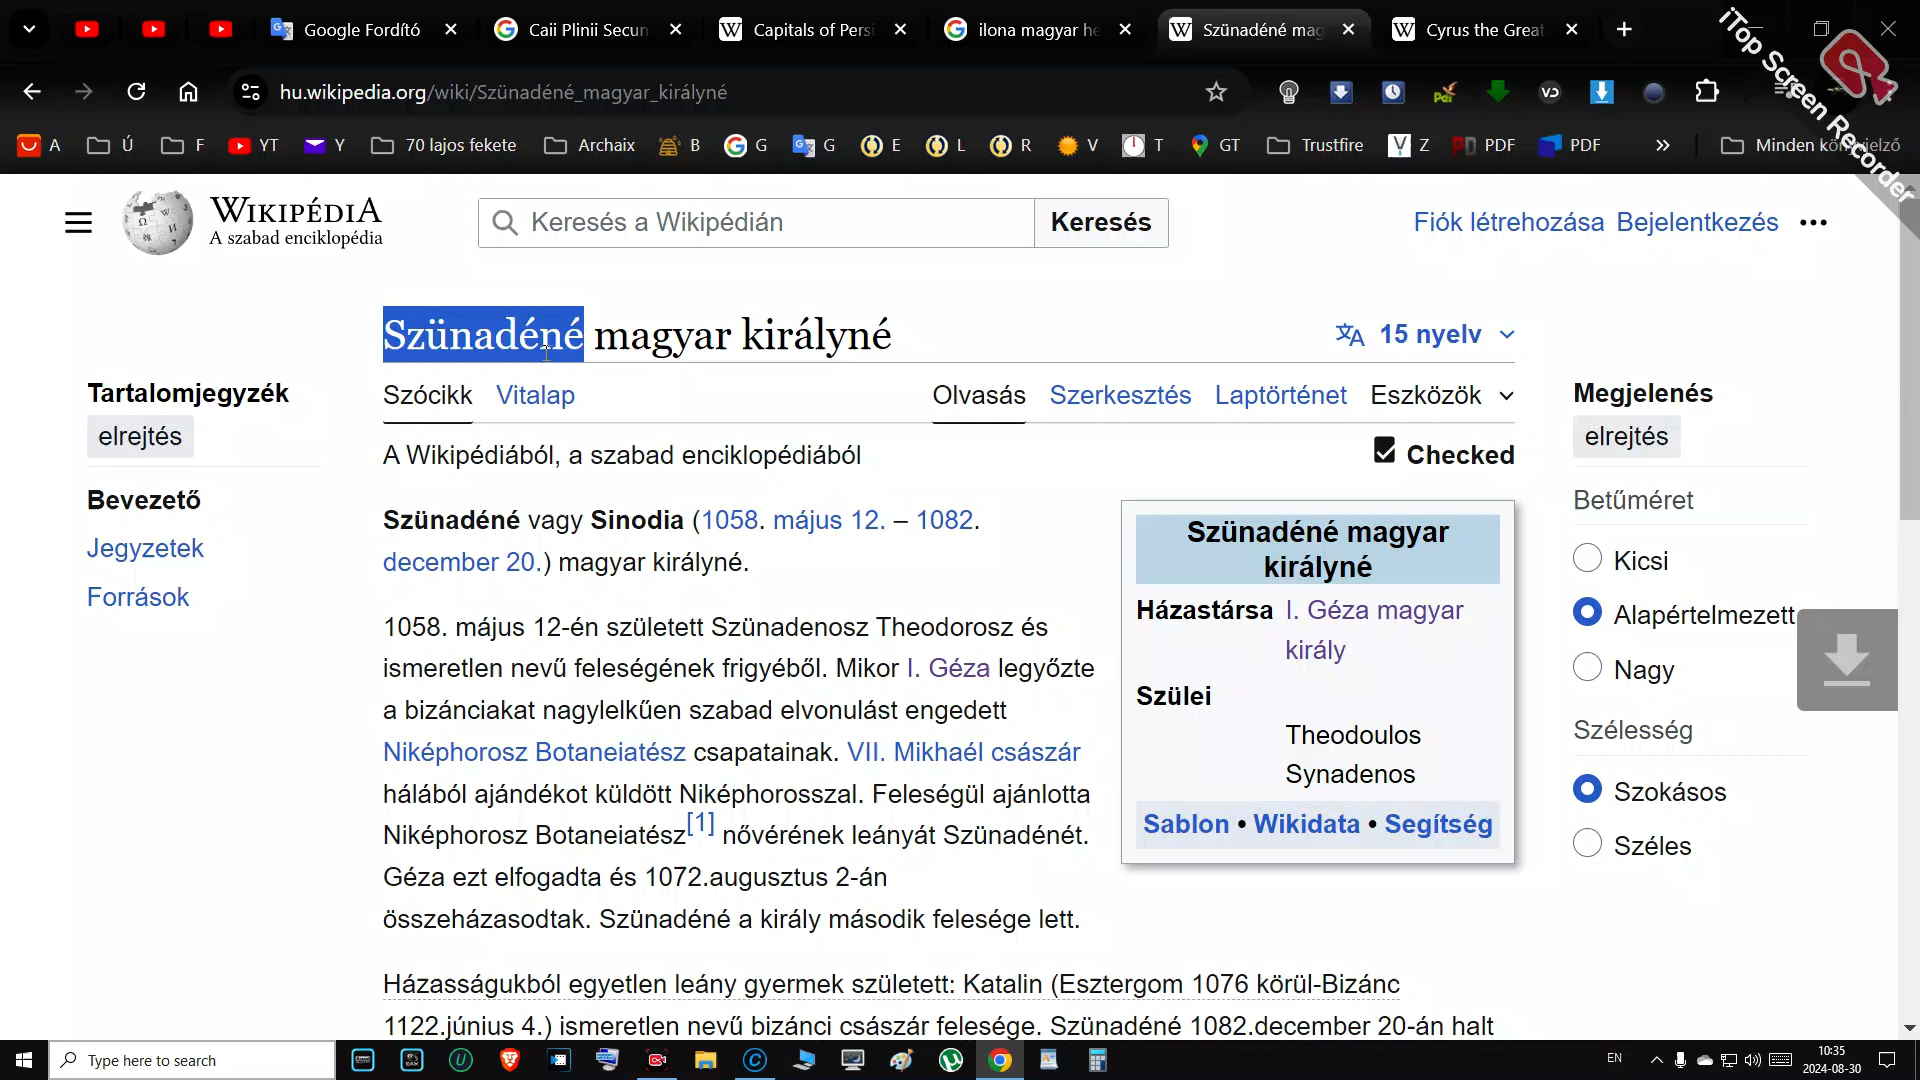 Google Fordító
Caii Plinii Secun
Capitals of Persi
ilona magyar he
Szünadéné mag
Cyrus the Great
iTop Screen Recorder
hu.wikipedia.org/wiki/Szünadéné_magyar_királyné
A
Ú
F
YT
Y
70 lajos fekete
Archaix
B
G
G
E
L
R
V
T
GT
Trustfire
Z
PDF
PDF
Minden könyvjelző
WIKIPÉDIA
A szabad enciklopédia
Keresés a Wikipédián
Keresés
Fiók létrehozása Bejelentkezés
Szünadéné magyar királyné
15 nyelv
Tartalomjegyzék
elrejtés
Bevezető
Jegyzetek
Források
Szócikk Vitalap
Olvasás Szerkesztés Laptörténet Eszközök
A Wikipédiából, a szabad enciklopédiából
Checked
Szünadéné vagy Sinodia (1058. május 12. – 1082.
december 20.) magyar királyné.
1058. május 12-én született Szünadenosz Theodorosz és
ismeretlen nevű feleségének frigyéből. Mikor I. Géza legyőzte
a bizánciakat nagylelkűen szabad elvonulást engedett
Niképhorosz Botaneiatész csapatainak. VII. Mikhaél császár
hálából ajándékot küldött Niképhorosszal. Feleségül ajánlotta
Niképhorosz Botaneiatész[1] nővérének leányát Szünadénét.
Géza ezt elfogadta és 1072.augusztus 2-án
összeházasodtak. Szünadéné a király második felesége lett.
Házasságukból egyetlen leány gyermek született: Katalin (Esztergom 1076 körül-Bizánc
1122.június 4.) ismeretlen nevű bizánci császár felesége. Szünadéné 1082.december 20-án halt
Szünadéné magyar
királyné
Házastársa I. Géza magyar
király
Szülei
Theodoulos
Synadenos
Sablon • Wikidata • Segítség
Megjelenés
elrejtés
Betűméret
Kicsi
Alapértelmezett
Nagy
Szélesség
Szokásos
Széles
Type here to search
EN
10:35
2024-08-30